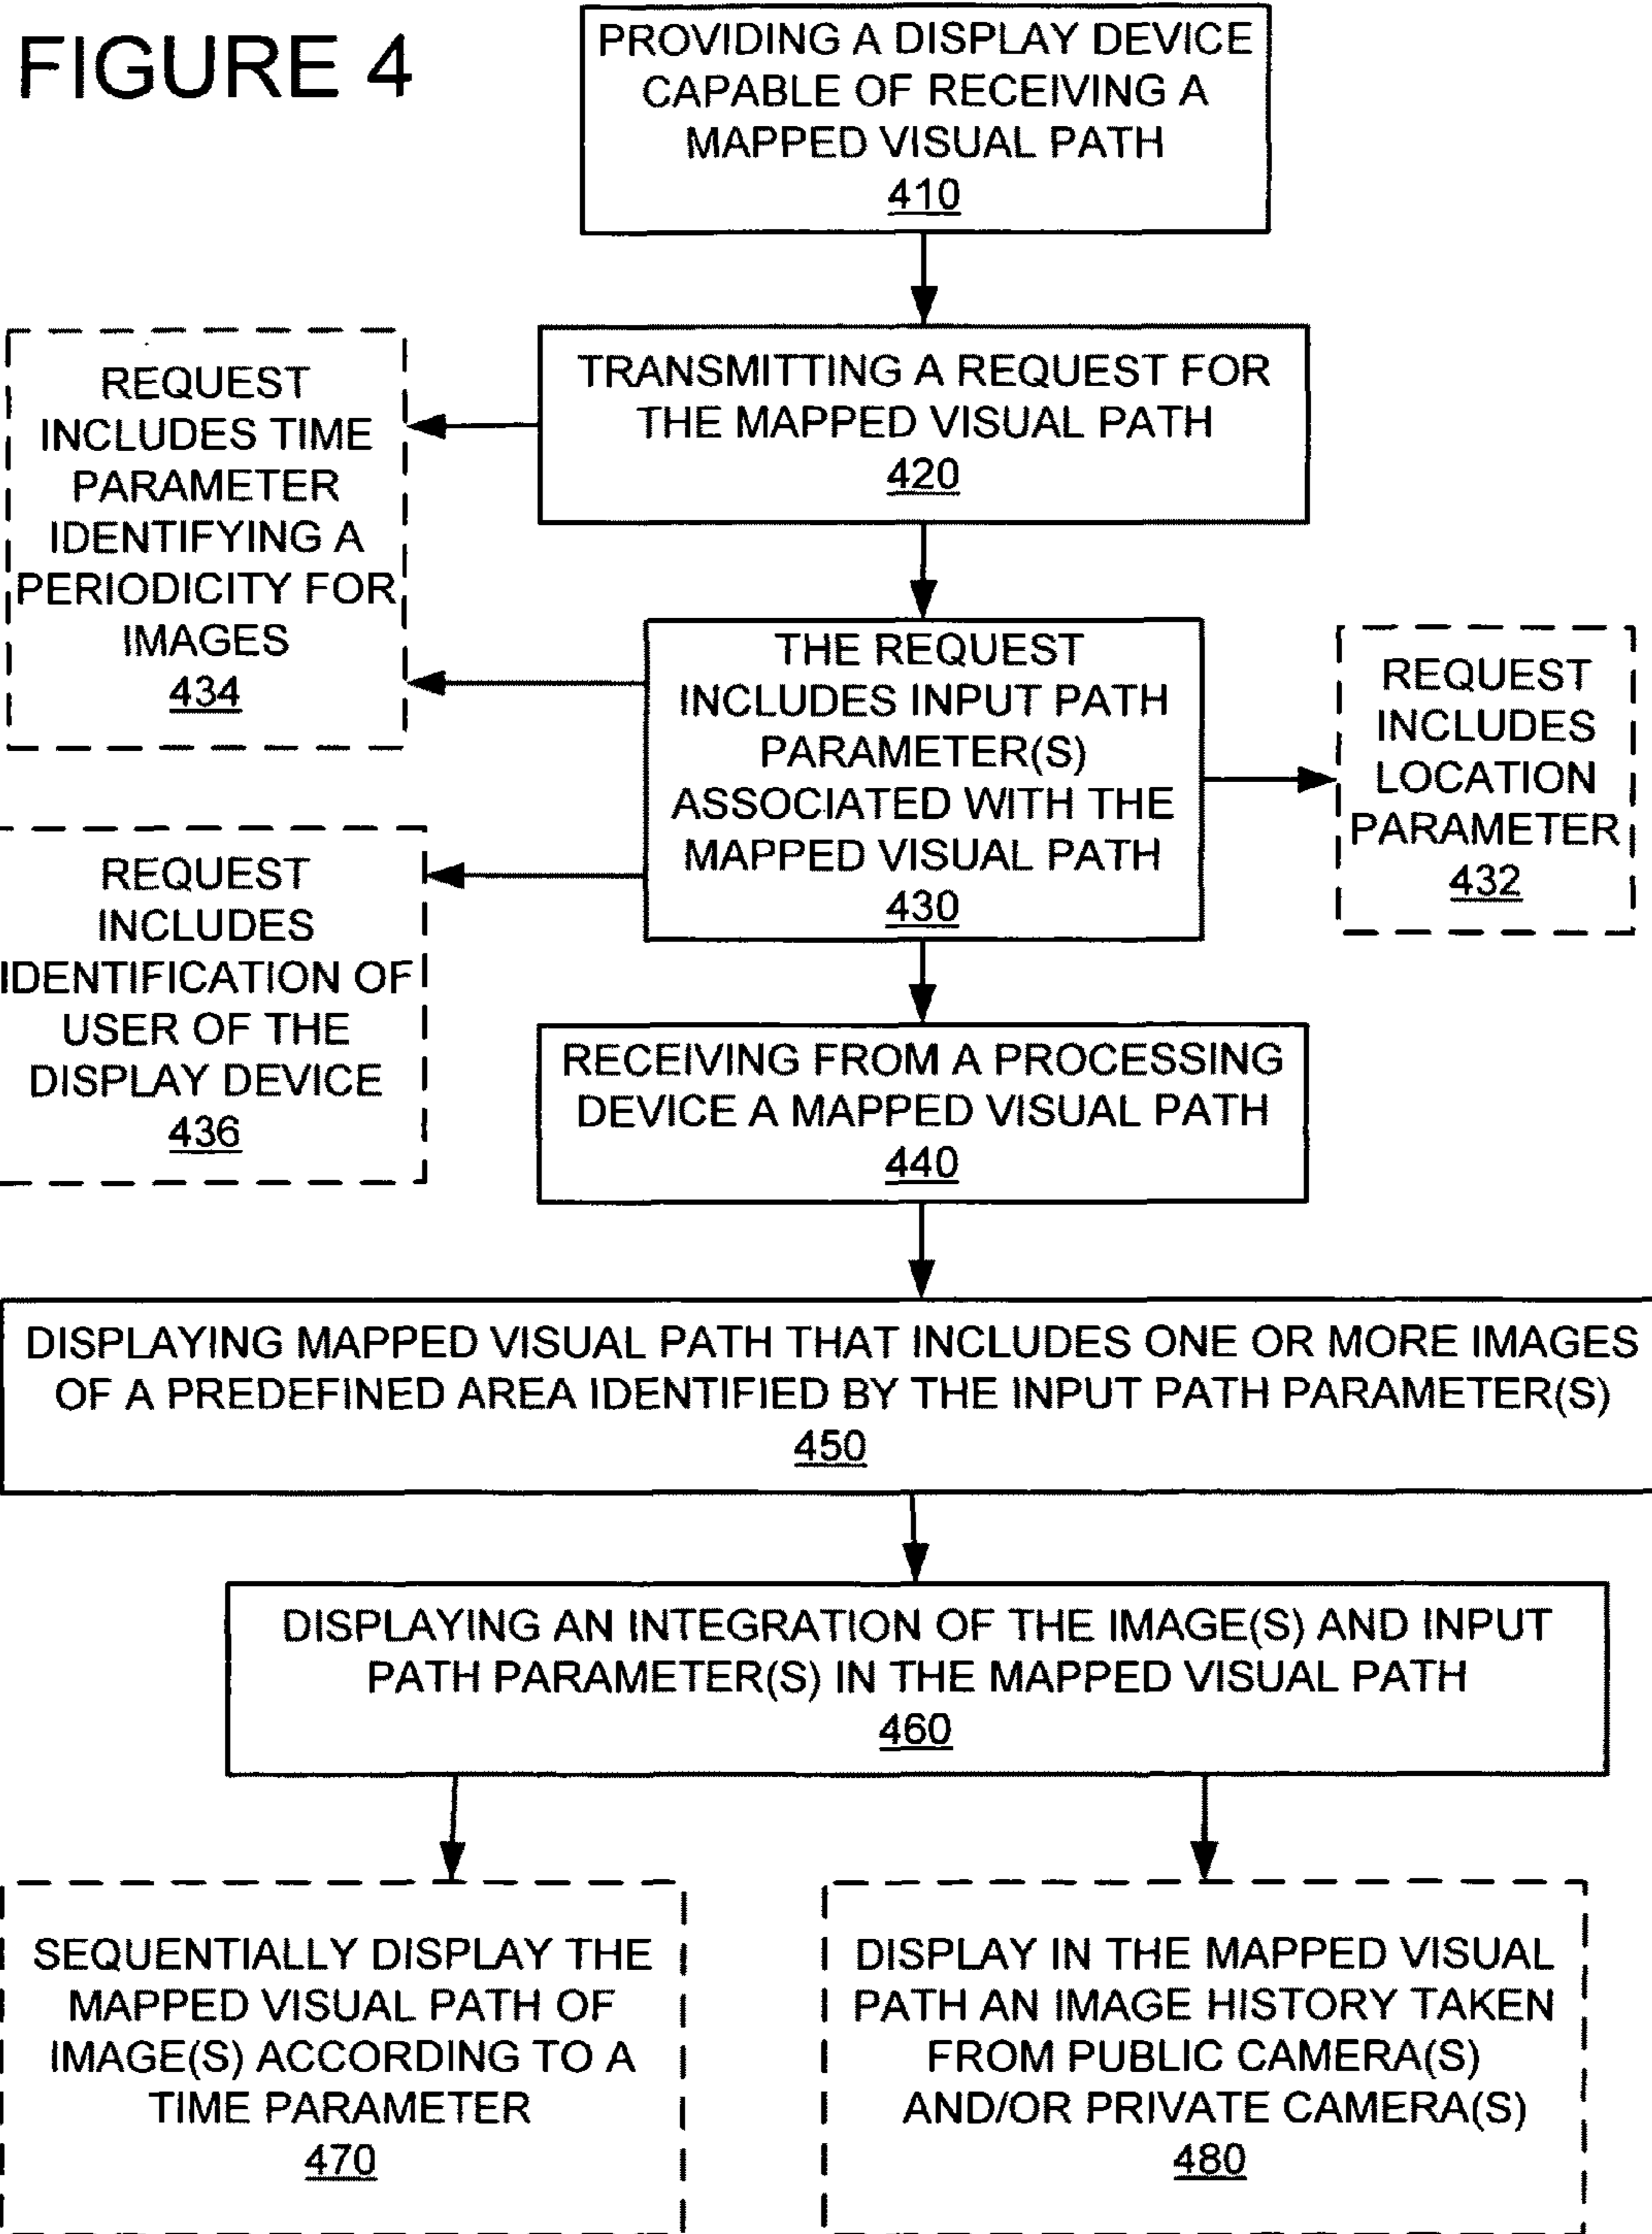 FIGURE 4
PROVIDING A DISPLAY DEVICE
CAPABLE OF RECEIVING A
MAPPED VISUAL PATH
410
TRANSMITTING A REQUEST FOR
THE MAPPED VISUAL PATH
420
REQUEST
INCLUDES TIME
PARAMETER
IDENTIFYING A
PERIODICITY FOR
IMAGES
434
THE REQUEST
INCLUDES INPUT PATH
PARAMETER(S)
ASSOCIATED WITH THE
MAPPED VISUAL PATH
430
REQUEST
INCLUDES
LOCATION
PARAMETER
432
REQUEST
INCLUDES
IDENTIFICATION OF
USER OF THE
DISPLAY DEVICE
436
RECEIVING FROM A PROCESSING
DEVICE A MAPPED VISUAL PATH
440
DISPLAYING MAPPED VISUAL PATH THAT INCLUDES ONE OR MORE IMAGES
OF A PREDEFINED AREA IDENTIFIED BY THE INPUT PATH PARAMETER(S)
450
DISPLAYING AN INTEGRATION OF THE IMAGE(S) AND INPUT
PATH PARAMETER(S) IN THE MAPPED VISUAL PATH
460
SEQUENTIALLY DISPLAY THE
MAPPED VISUAL PATH OF
IMAGE(S) ACCORDING TO A
TIME PARAMETER
470
DISPLAY IN THE MAPPED VISUAL
PATH AN IMAGE HISTORY TAKEN
FROM PUBLIC CAMERA(S)
AND/OR PRIVATE CAMERA(S)
480